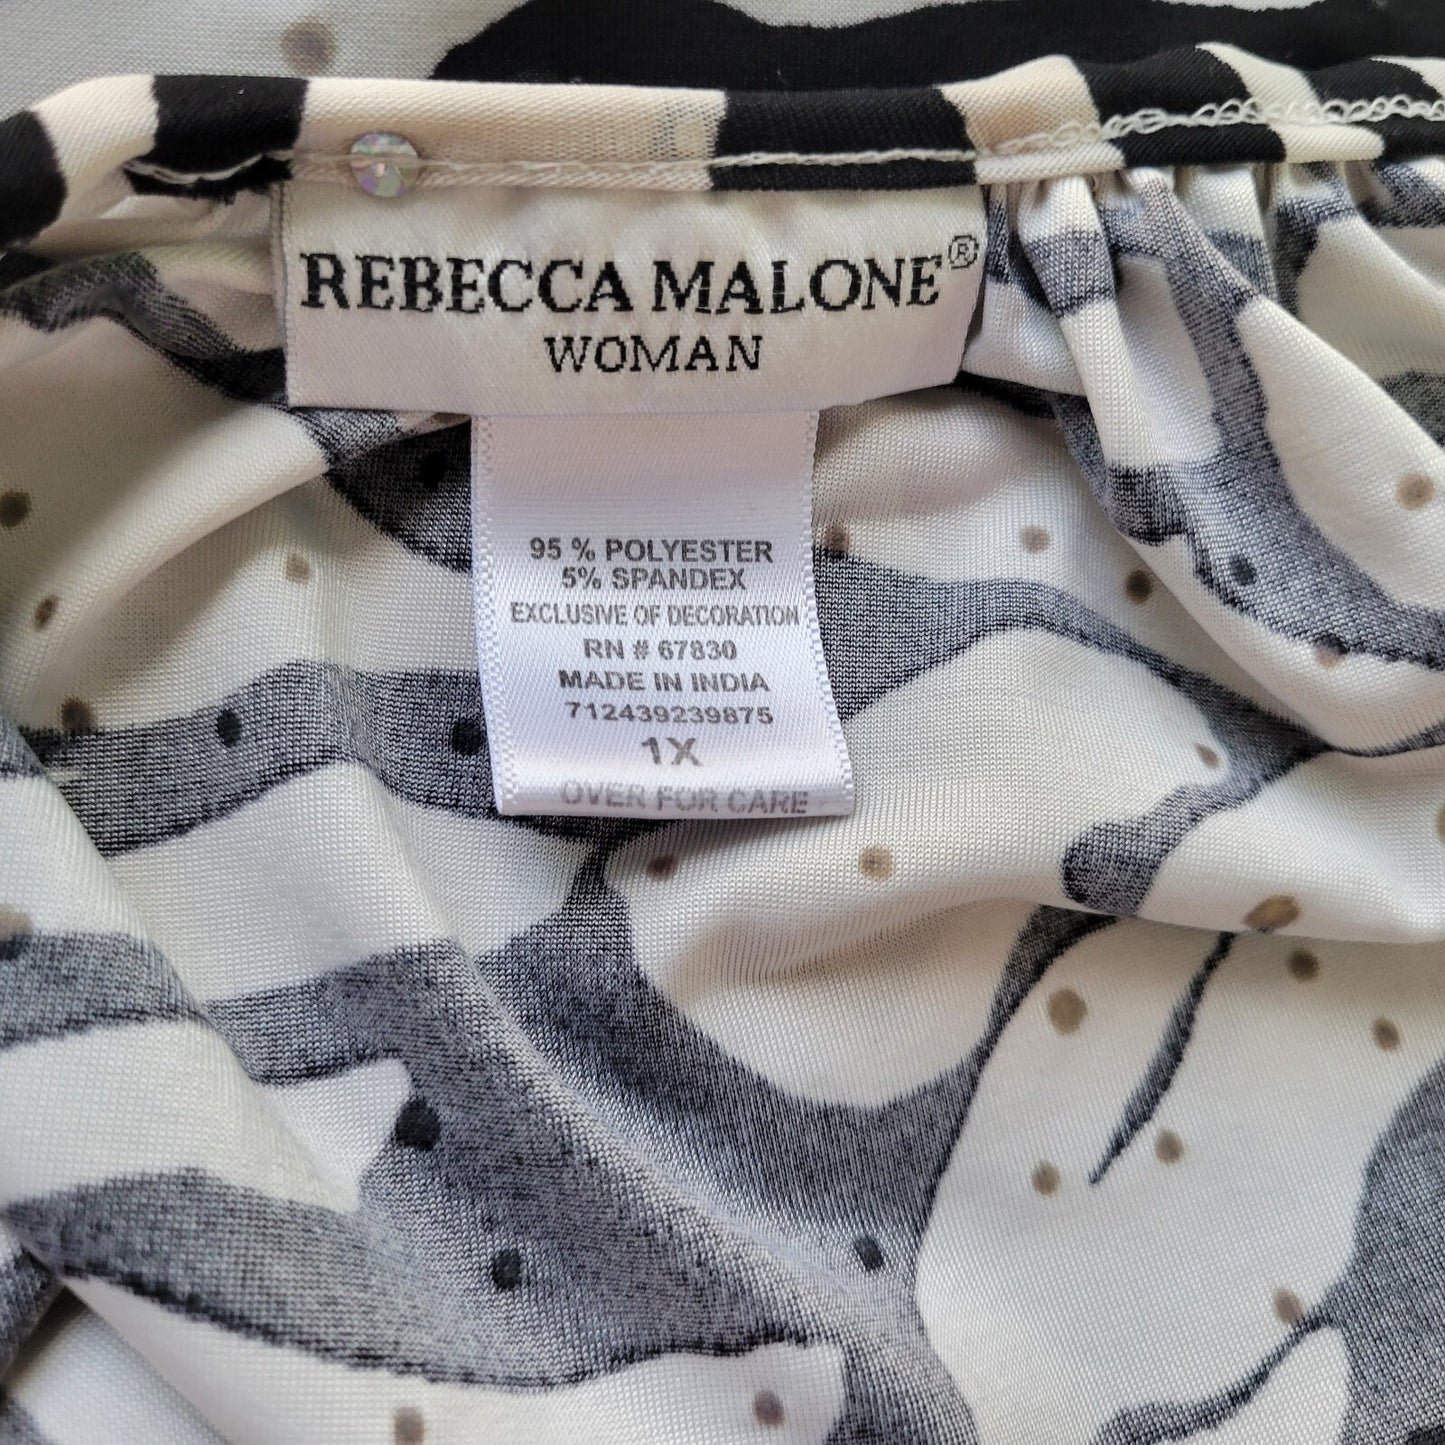 REBECCA MALONE®
WOMAN
95 % POLYESTER
5% SPANDEX
EXCLUSIVE OF DECORATION
RN # 67830
MADE IN INDIA
712439239875
1X
OVER FOR CARE